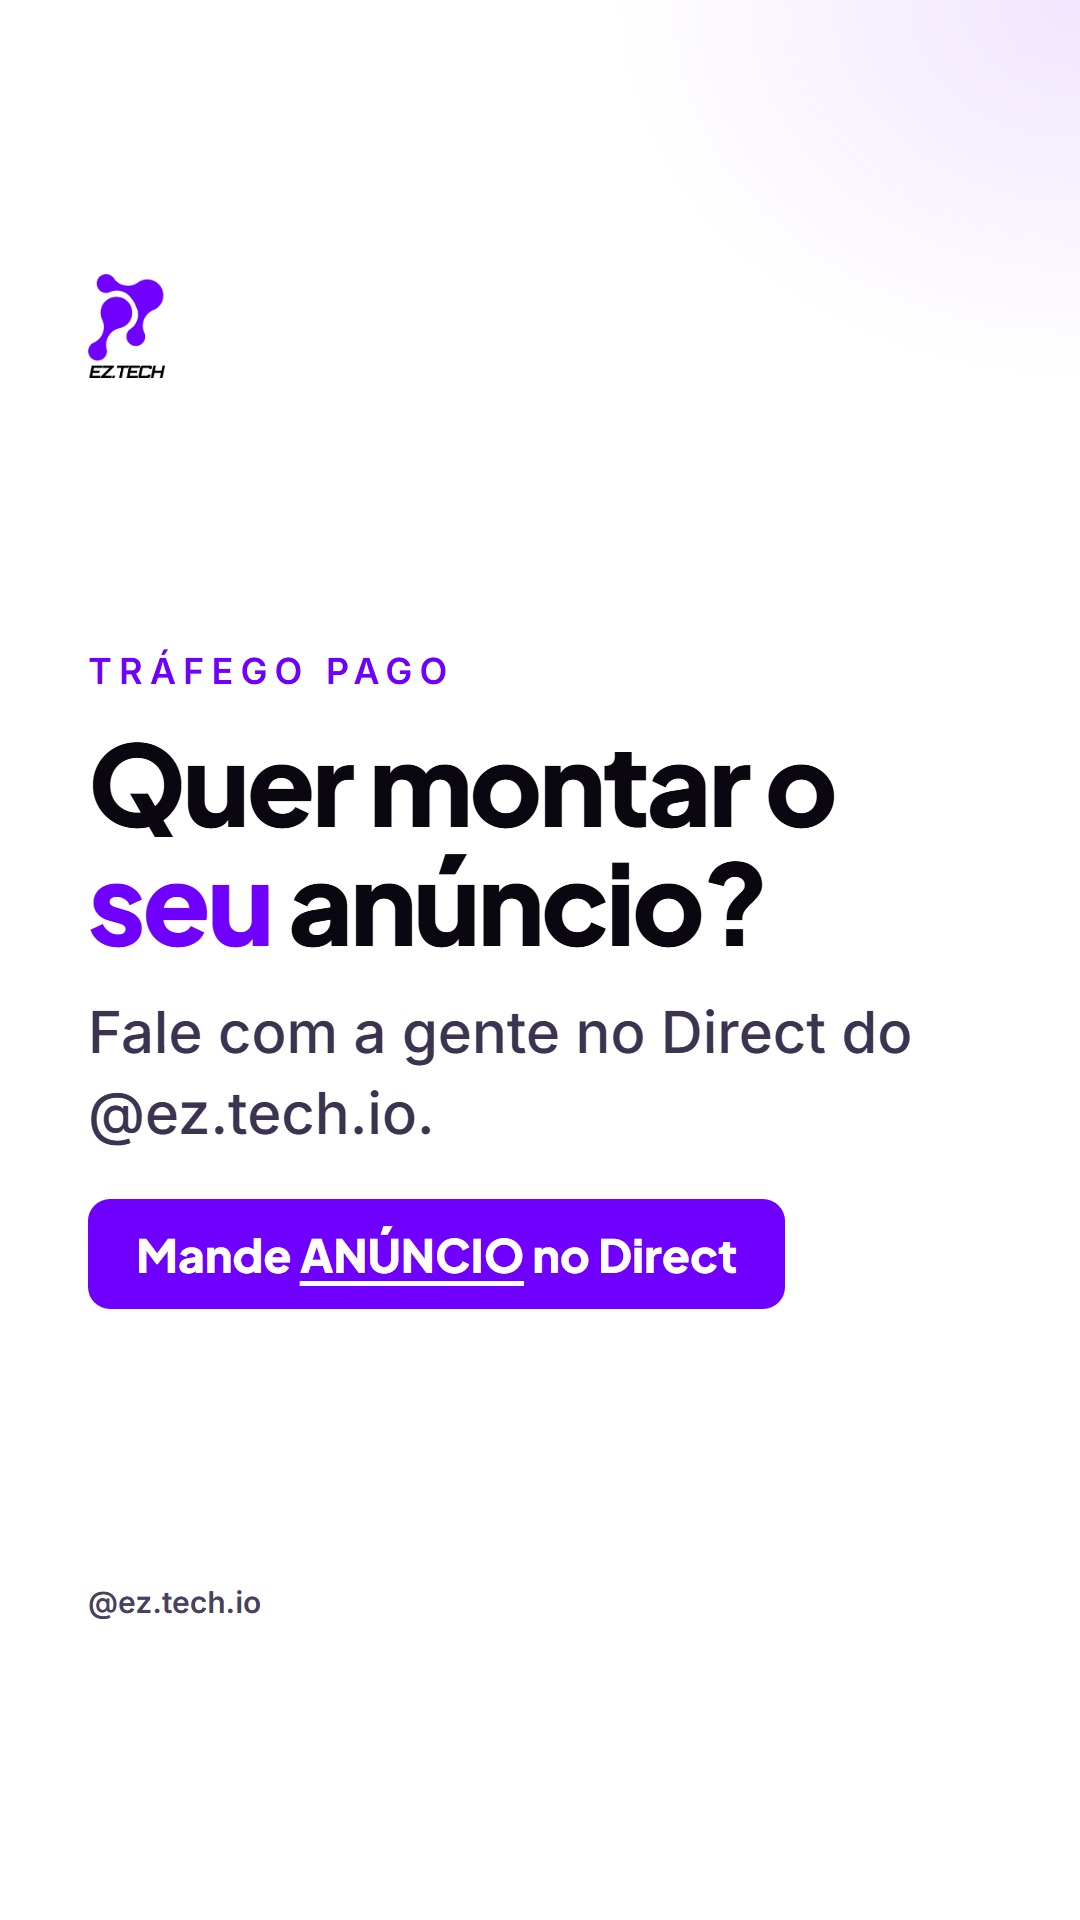 EZ.TECH
TRÁFEGO PAGO
Quer montar o
seu anúncio?
Fale com a gente no Direct do
@ez.tech.io.
Mande ANÚNCIO no Direct
@ez.tech.io